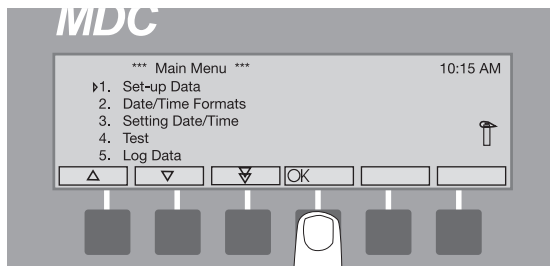 MDC
*** Main Menu *** 10:15 AM
1. Set-up Data
2. Date/Time Formats
3. Setting Date/Time
4. Test
5. Log Data
OK